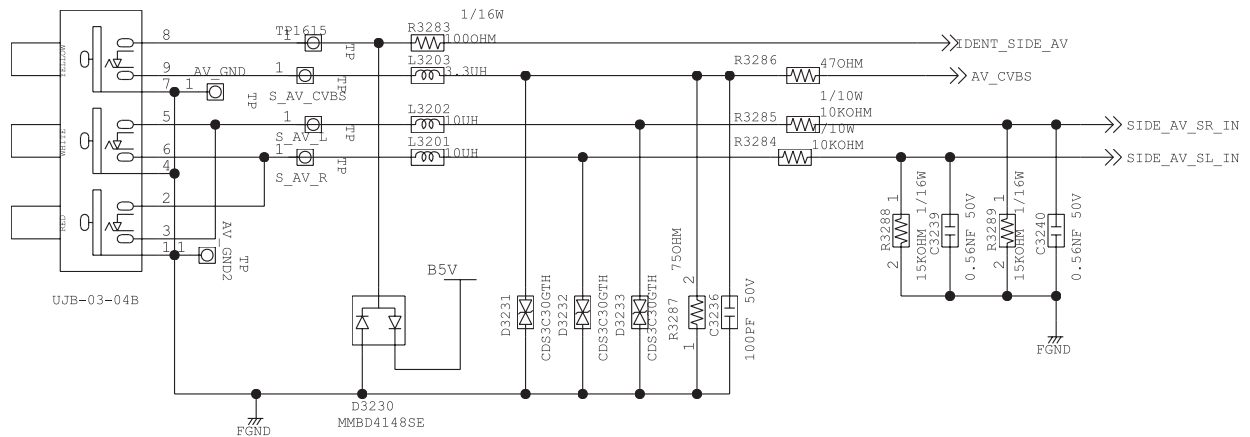 1/16W
8
TP1615
1
TP
R3283
100OHM
IDENT_SIDE_AV
YELLOW
9
1
TP
S_AV_CVBS
L3203
3.3UH
R3286
47OHM
1/10W
AV_CVBS
7
1
AV_GND
TP
5
1
TP
S_AV_L
L3202
10UH
R3285
10KOHM
/10W
SIDE_AV_SR_IN
WHITE
6
1
TP
S_AV_R
L3201
10UH
R3284
10KOHM
SIDE_AV_SL_IN
4
2
RED
3
1
1
AV_GND2
TP
UJB-03-04B
B5V
D3231
CDS3C30GTH
D3232
CDS3C30GTH
D3233
CDS3C30GTH
75OHM
2
R3287
1
C3236
100PF 50V
1
R3288
2
15KOHM 1/16W
C3239
0.56NF 50V
1
R3289
2
15KOHM 1/16W
C3240
0.56NF 50V
FGND
D3230
MMBD4148SE
FGND